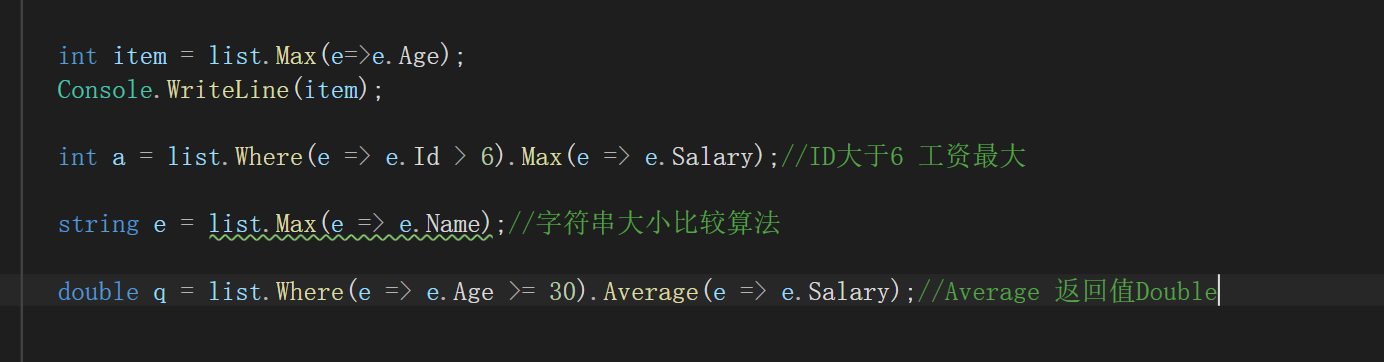 int item = list.Max(e=>e.Age);
Console.WriteLine(item);
int a = list.Where(e => e.Id > 6).Max(e => e.Salary);//ID大于6 工资最大
string e = list.Max(e => e.Name);//字符串大小比较算法
double q = list.Where(e => e.Age >= 30).Average(e => e.Salary);//Average 返回值Double